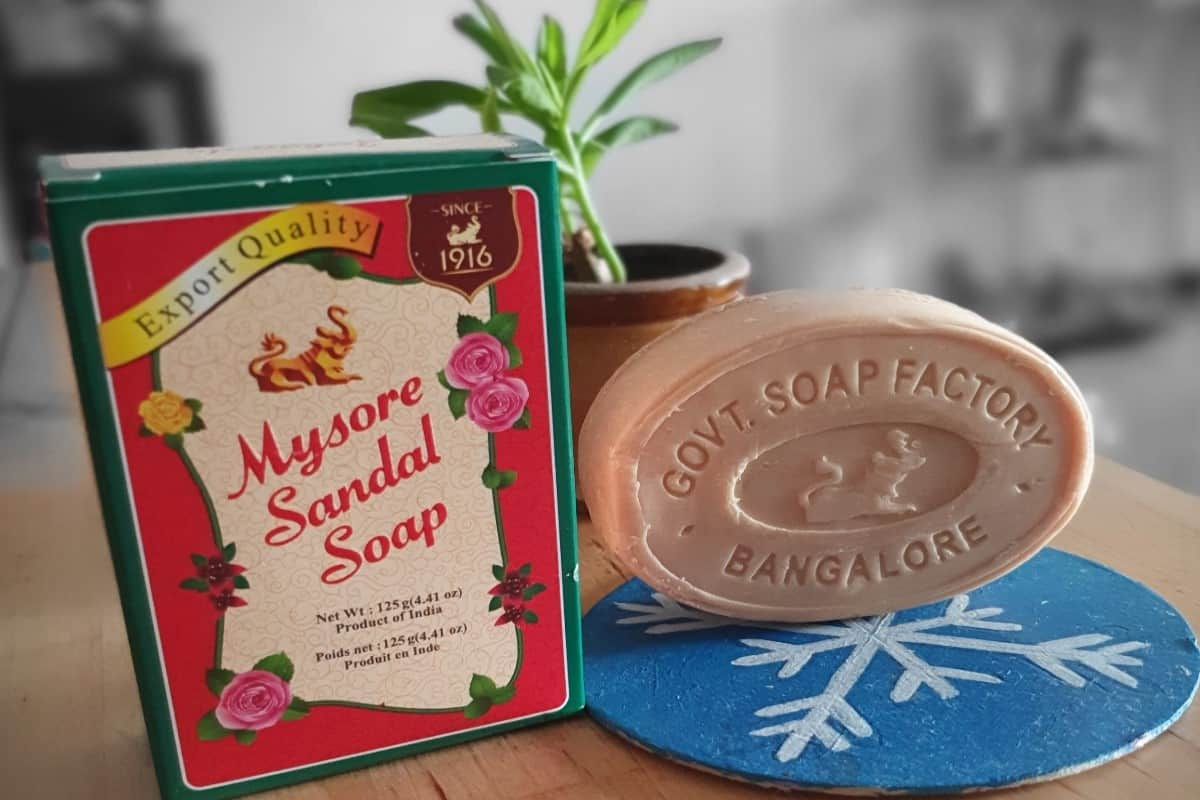 Export Quality
-SINCE-
1916
Mysore
Sandal
Soap
Net Wt : 125 g(4.41 oz)
Product of India
Poids net : 125 g(4.41 oz)
Produit en Inde
GOVT. SOAP FACTORY
BANGALORE